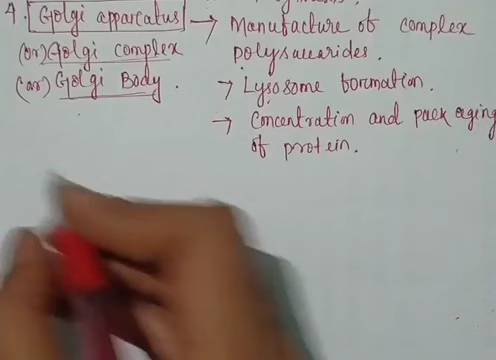 4. Golgi apparatus → Manufacture of complex
(or) Golgi complex polysaccarides.
(or) Golgi Body. → Lysosome formation.
→ Concentration and packaging
of protein.